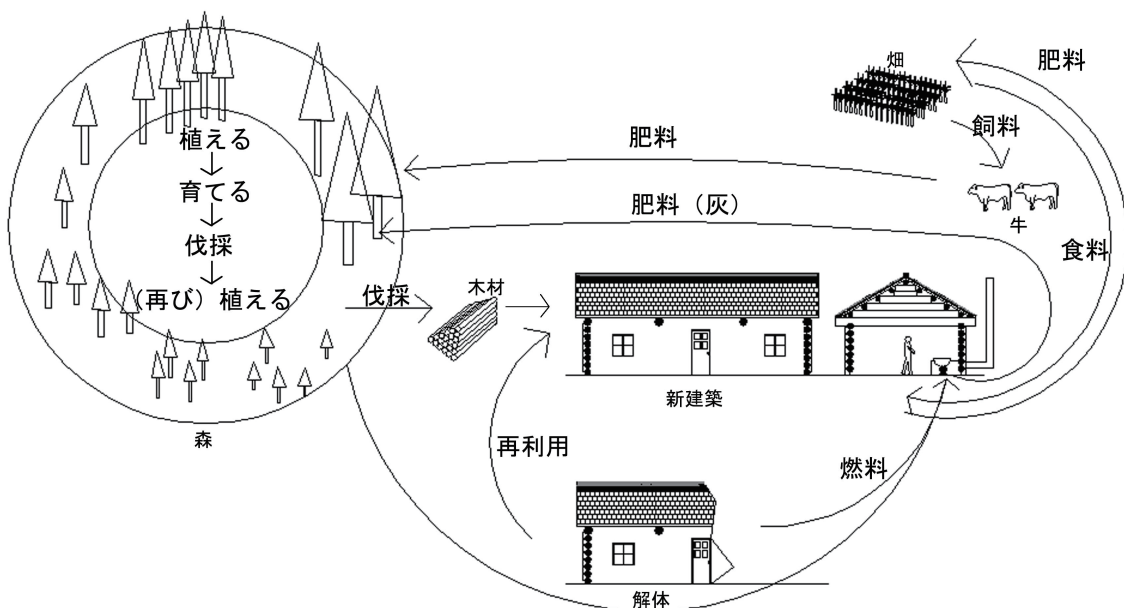 畑
肥料
飼料
肥料
牛
肥料（灰）
食料
植える
育てる
伐採
(再び）植える
伐採
木材
新建築
森
再利用
燃料
解体